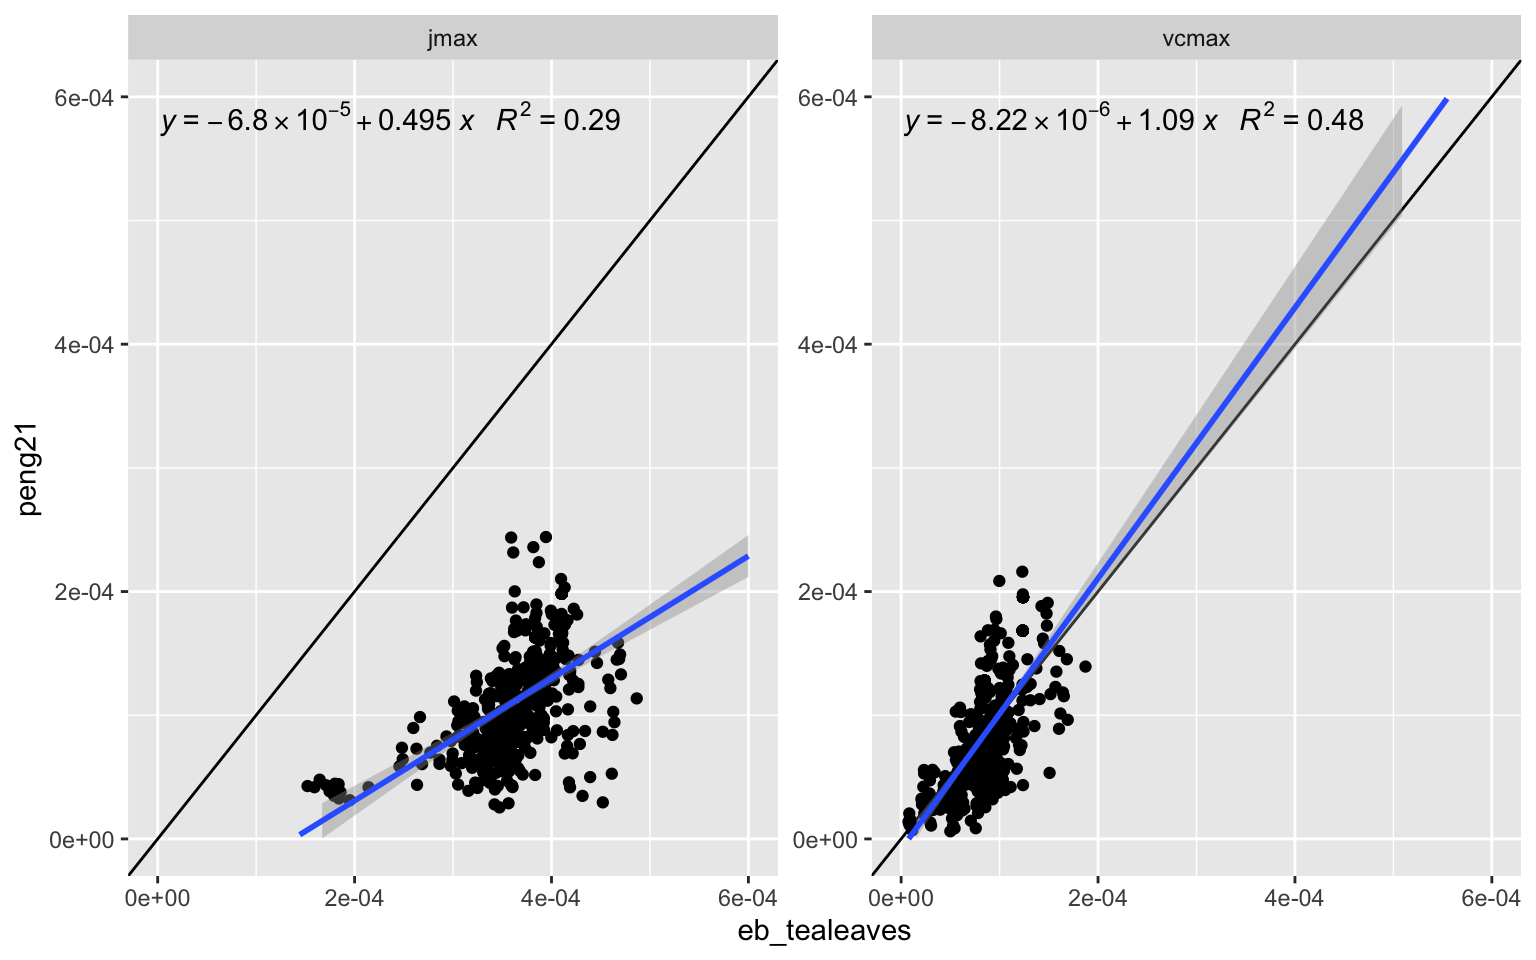 jmax
vcmax
y = −6.8 × 10⁻⁵ + 0.495 x R² = 0.29
y = −8.22 × 10⁻⁶ + 1.09 x R² = 0.48
6e-04
4e-04
2e-04
0e+00
6e-04
4e-04
2e-04
0e+00
peng21
0e+00 2e-04 4e-04 6e-04
0e+00 2e-04 4e-04 6e-04
eb_tealeaves